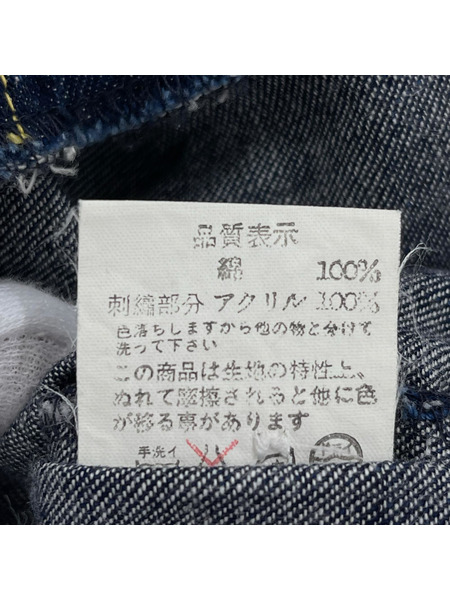 品質表示
綿 100%
刺繍部分 アクリル 100%
色落ちしますから他の物と分けて
洗って下さい
この商品は生地の特性上、
ぬれて摩擦されると他に色
が移る事があります
手洗イ